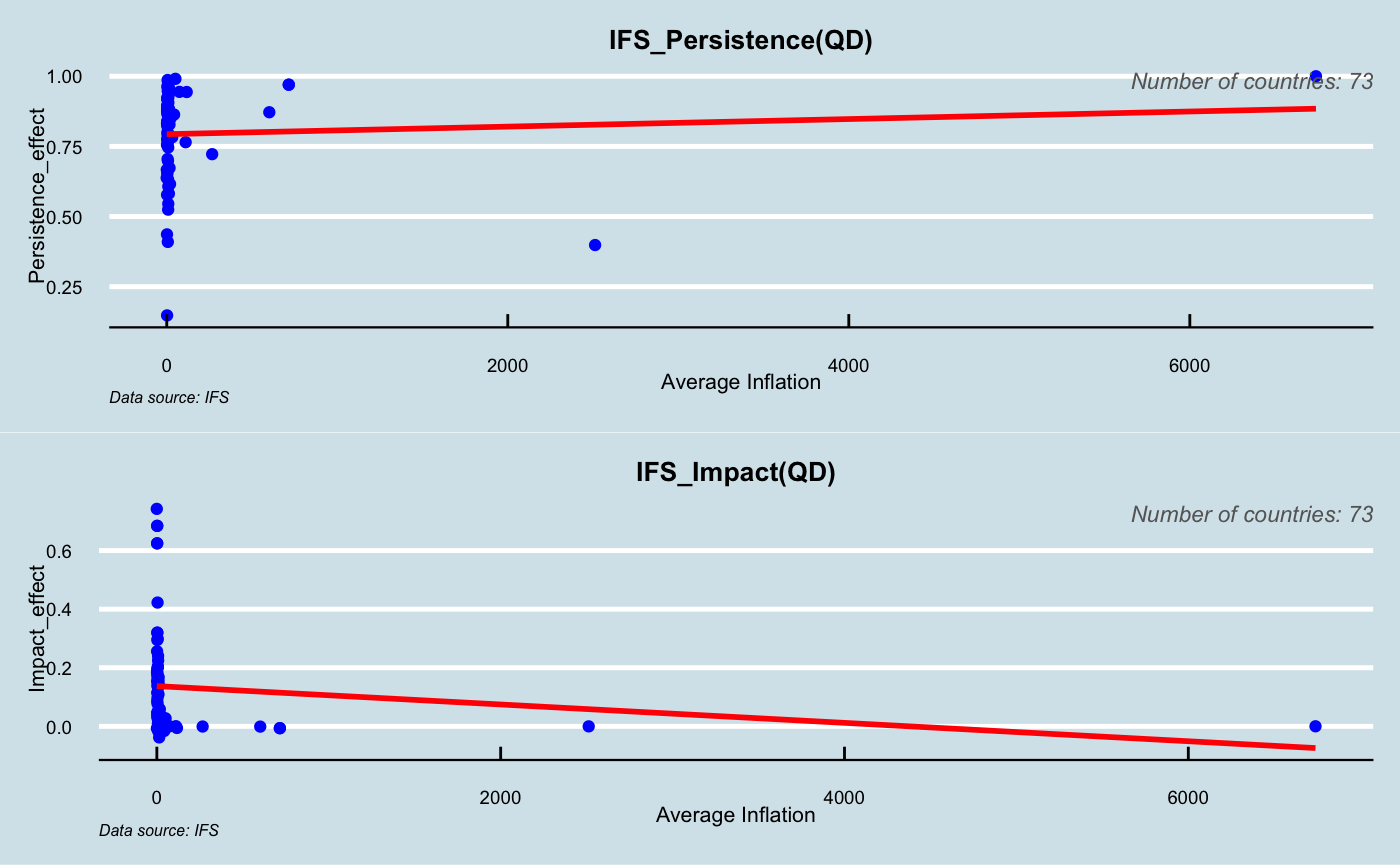 IFS_Persistence(QD)
Number of countries: 73
Persistence_effect
1.00
0.75
0.50
0.25
0 2000 4000 6000
Average Inflation
Data source: IFS
IFS_Impact(QD)
Number of countries: 73
Impact_effect
0.6
0.4
0.2
0.0
0 2000 4000 6000
Average Inflation
Data source: IFS